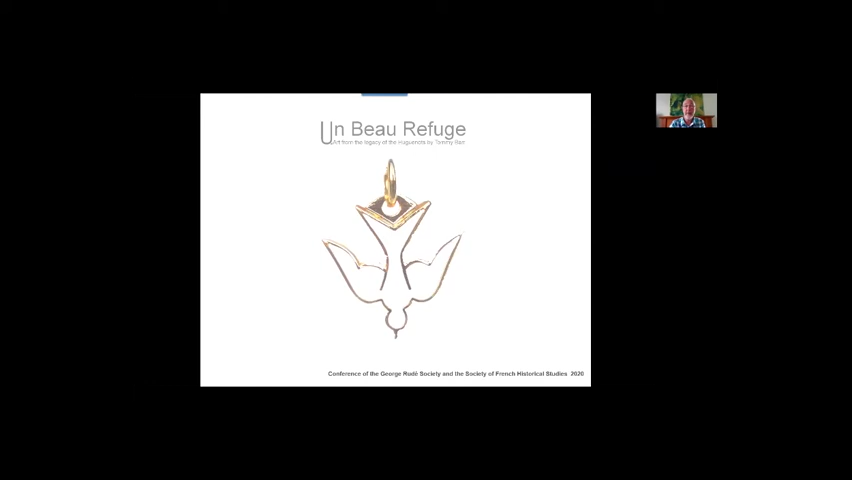 Un Beau Refuge
Art from the legacy of the Huguenots by Tommy Barr
Conference of the George Rudé Society and the Society of French Historical Studies 2020